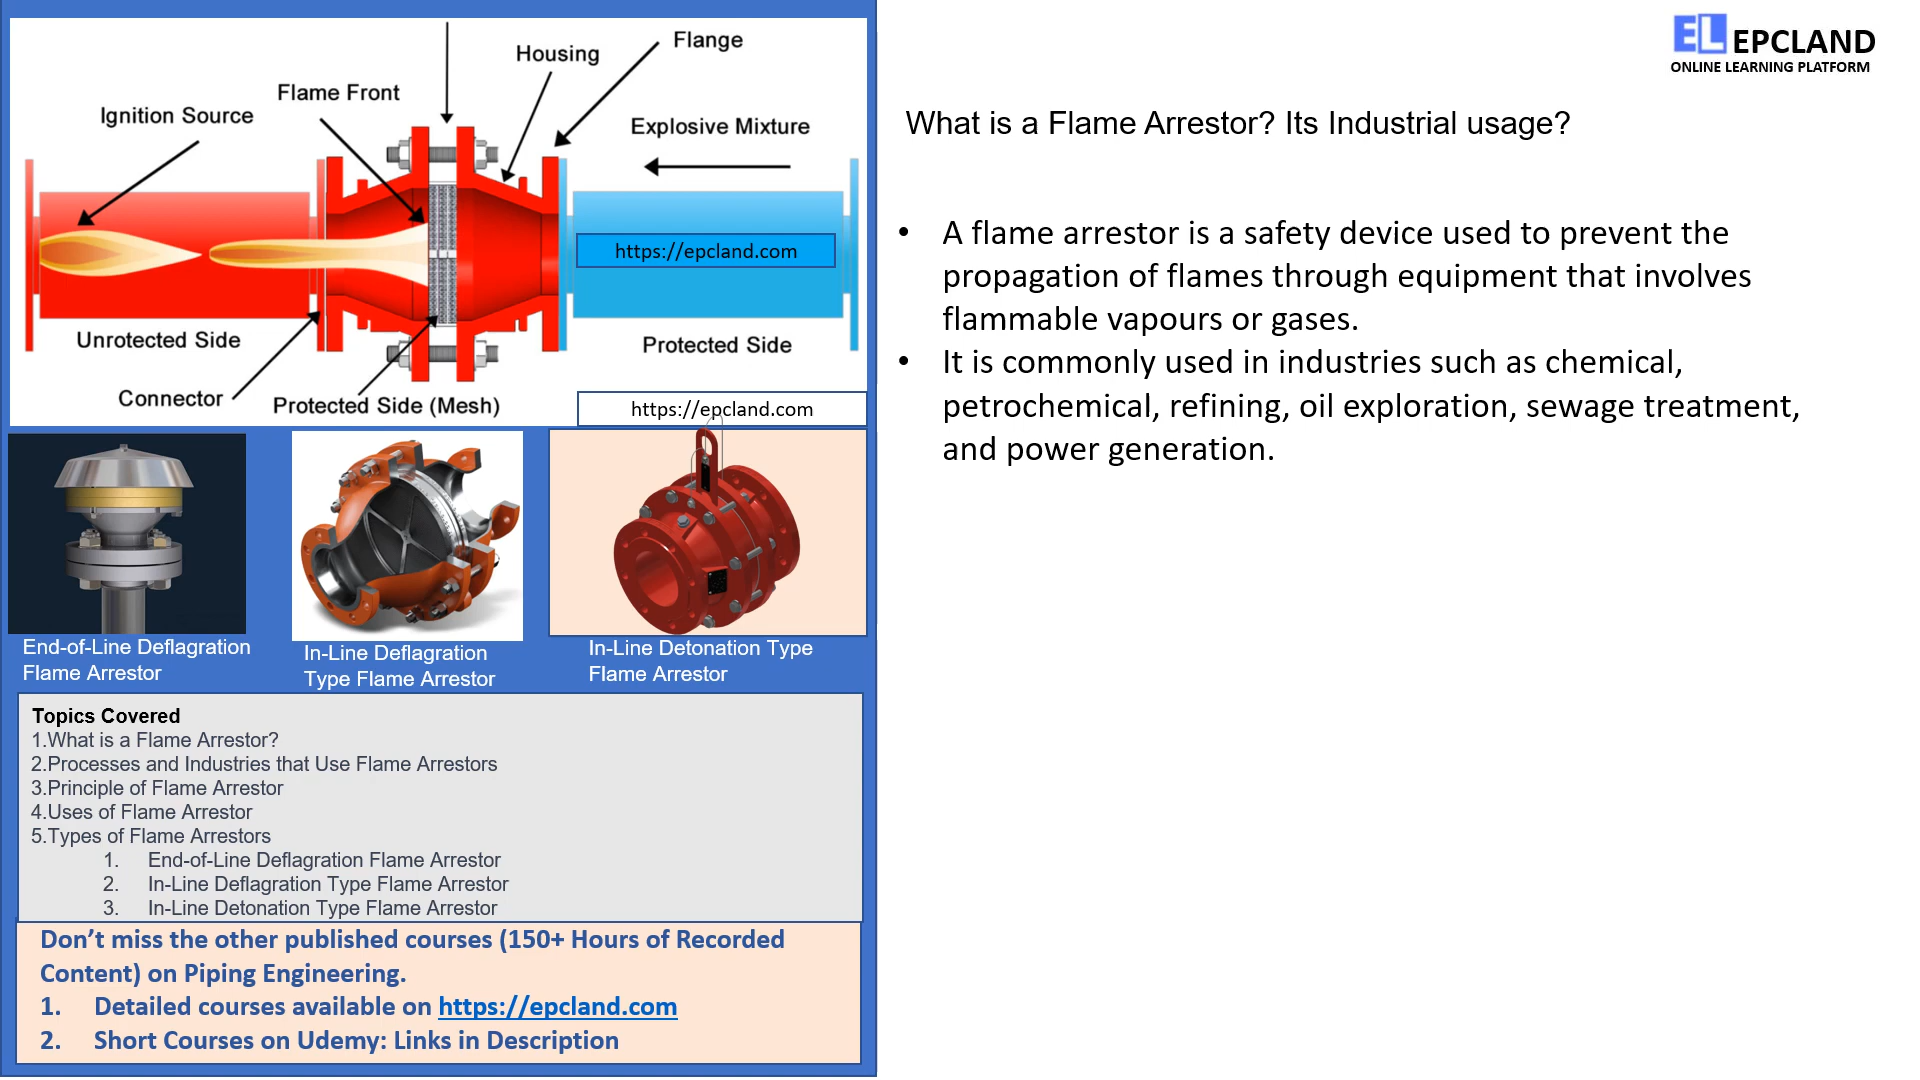 Housing
Flange
Flame Front
Ignition Source
Explosive Mixture
https://epcland.com
Unrotected Side
Protected Side
Connector
Protected Side (Mesh)
https://epcland.com
End-of-Line Deflagration
Flame Arrestor
In-Line Deflagration
Type Flame Arrestor
In-Line Detonation Type
Flame Arrestor
Topics Covered
1.What is a Flame Arrestor?
2.Processes and Industries that Use Flame Arrestors
3.Principle of Flame Arrestor
4.Uses of Flame Arrestor
5.Types of Flame Arrestors
1. End-of-Line Deflagration Flame Arrestor
2. In-Line Deflagration Type Flame Arrestor
3. In-Line Detonation Type Flame Arrestor
Don’t miss the other published courses (150+ Hours of Recorded
Content) on Piping Engineering.
1. Detailed courses available on https://epcland.com
2. Short Courses on Udemy: Links in Description
EL EPCLAND
ONLINE LEARNING PLATFORM
What is a Flame Arrestor? Its Industrial usage?
• A flame arrestor is a safety device used to prevent the
propagation of flames through equipment that involves
flammable vapours or gases.
• It is commonly used in industries such as chemical,
petrochemical, refining, oil exploration, sewage treatment,
and power generation.